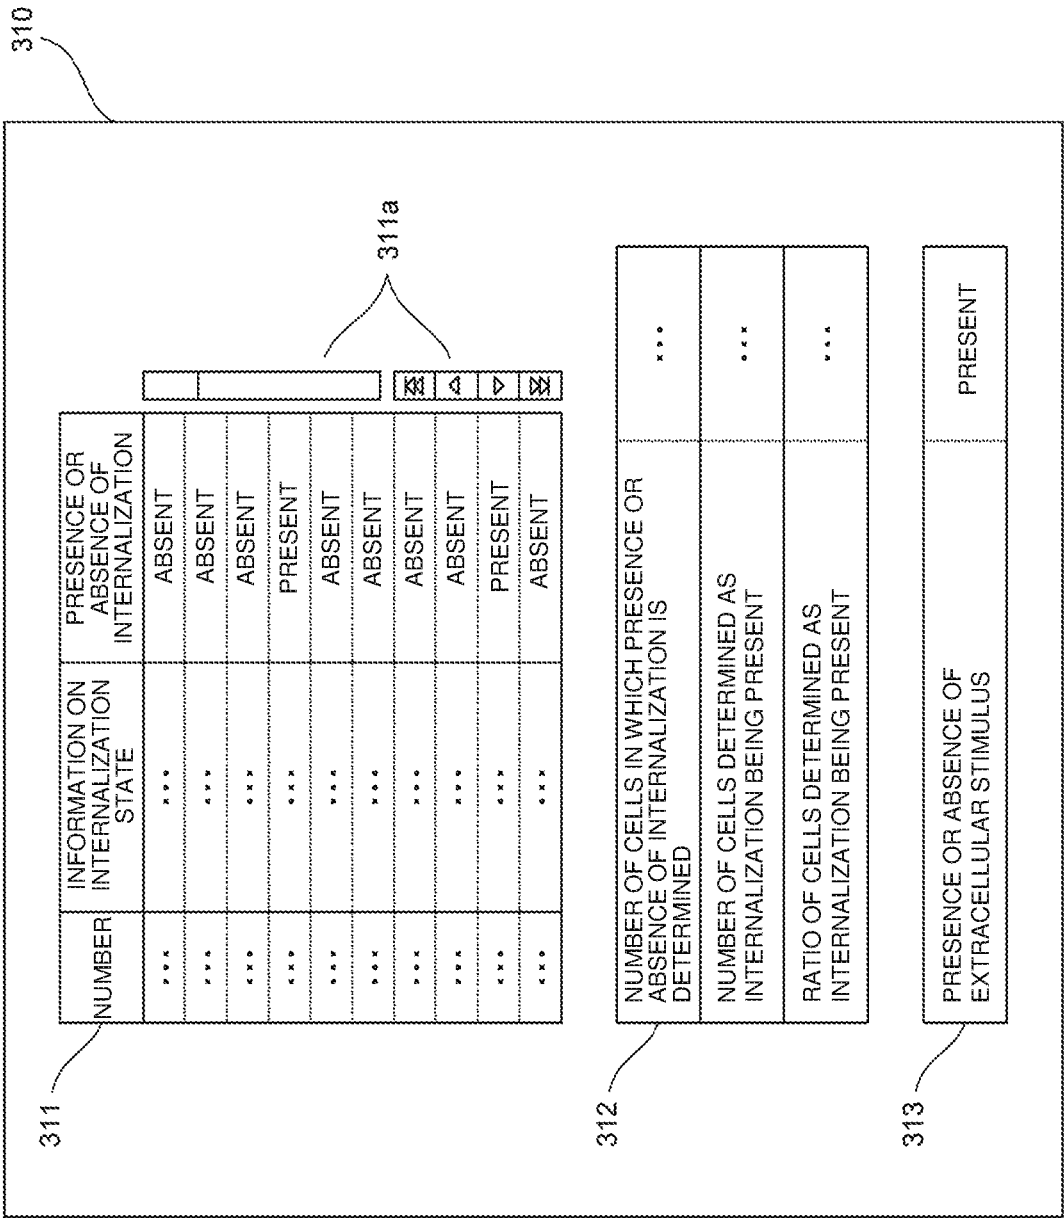 310
311
NUMBER
INFORMATION ON
INTERNALIZATION
STATE
PRESENCE OR
ABSENCE OF
INTERNALIZATION
... ... ABSENT
... ... ABSENT
... ... ABSENT
... ... PRESENT
... ... ABSENT
... ... ABSENT
... ... ABSENT
... ... ABSENT
... ... PRESENT
... ... ABSENT
311a
312
NUMBER OF CELLS IN WHICH PRESENCE OR
ABSENCE OF INTERNALIZATION IS
DETERMINED
...
NUMBER OF CELLS DETERMINED AS
INTERNALIZATION BEING PRESENT
...
RATIO OF CELLS DETERMINED AS
INTERNALIZATION BEING PRESENT
...
313
PRESENCE OR ABSENCE OF
EXTRACELLULAR STIMULUS
PRESENT